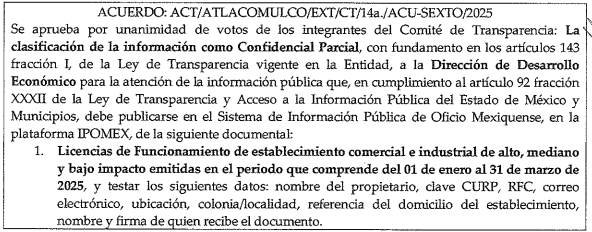 ACUERDO: ACT/ATLACOMULCO/EXT/CT/14a./ACU-SEXTO/2025
Se aprueba por unanimidad de votos de los integrantes del Comité de Transparencia: La
clasificación de la información como Confidencial Parcial, con fundamento en los artículos 143
fracción I, de la Ley de Transparencia vigente en la Entidad, a la Dirección de Desarrollo
Económico para la atención de la información pública que, en cumplimiento al artículo 92 fracción
XXXII de la Ley de Transparencia y Acceso a la Información Pública del Estado de México y
Municipios, debe publicarse en el Sistema de Información Pública de Oficio Mexiquense, en la
plataforma IPOMEX, de la siguiente documental:
1. Licencias de Funcionamiento de establecimiento comercial e industrial de alto, mediano
y bajo impacto emitidas en el periodo que comprende del 01 de enero al 31 de marzo de
2025, y testar los siguientes datos: nombre del propietario, clave CURP, RFC, correo
electrónico, ubicación, colonia/localidad, referencia del domicilio del establecimiento,
nombre y firma de quien recibe el documento.